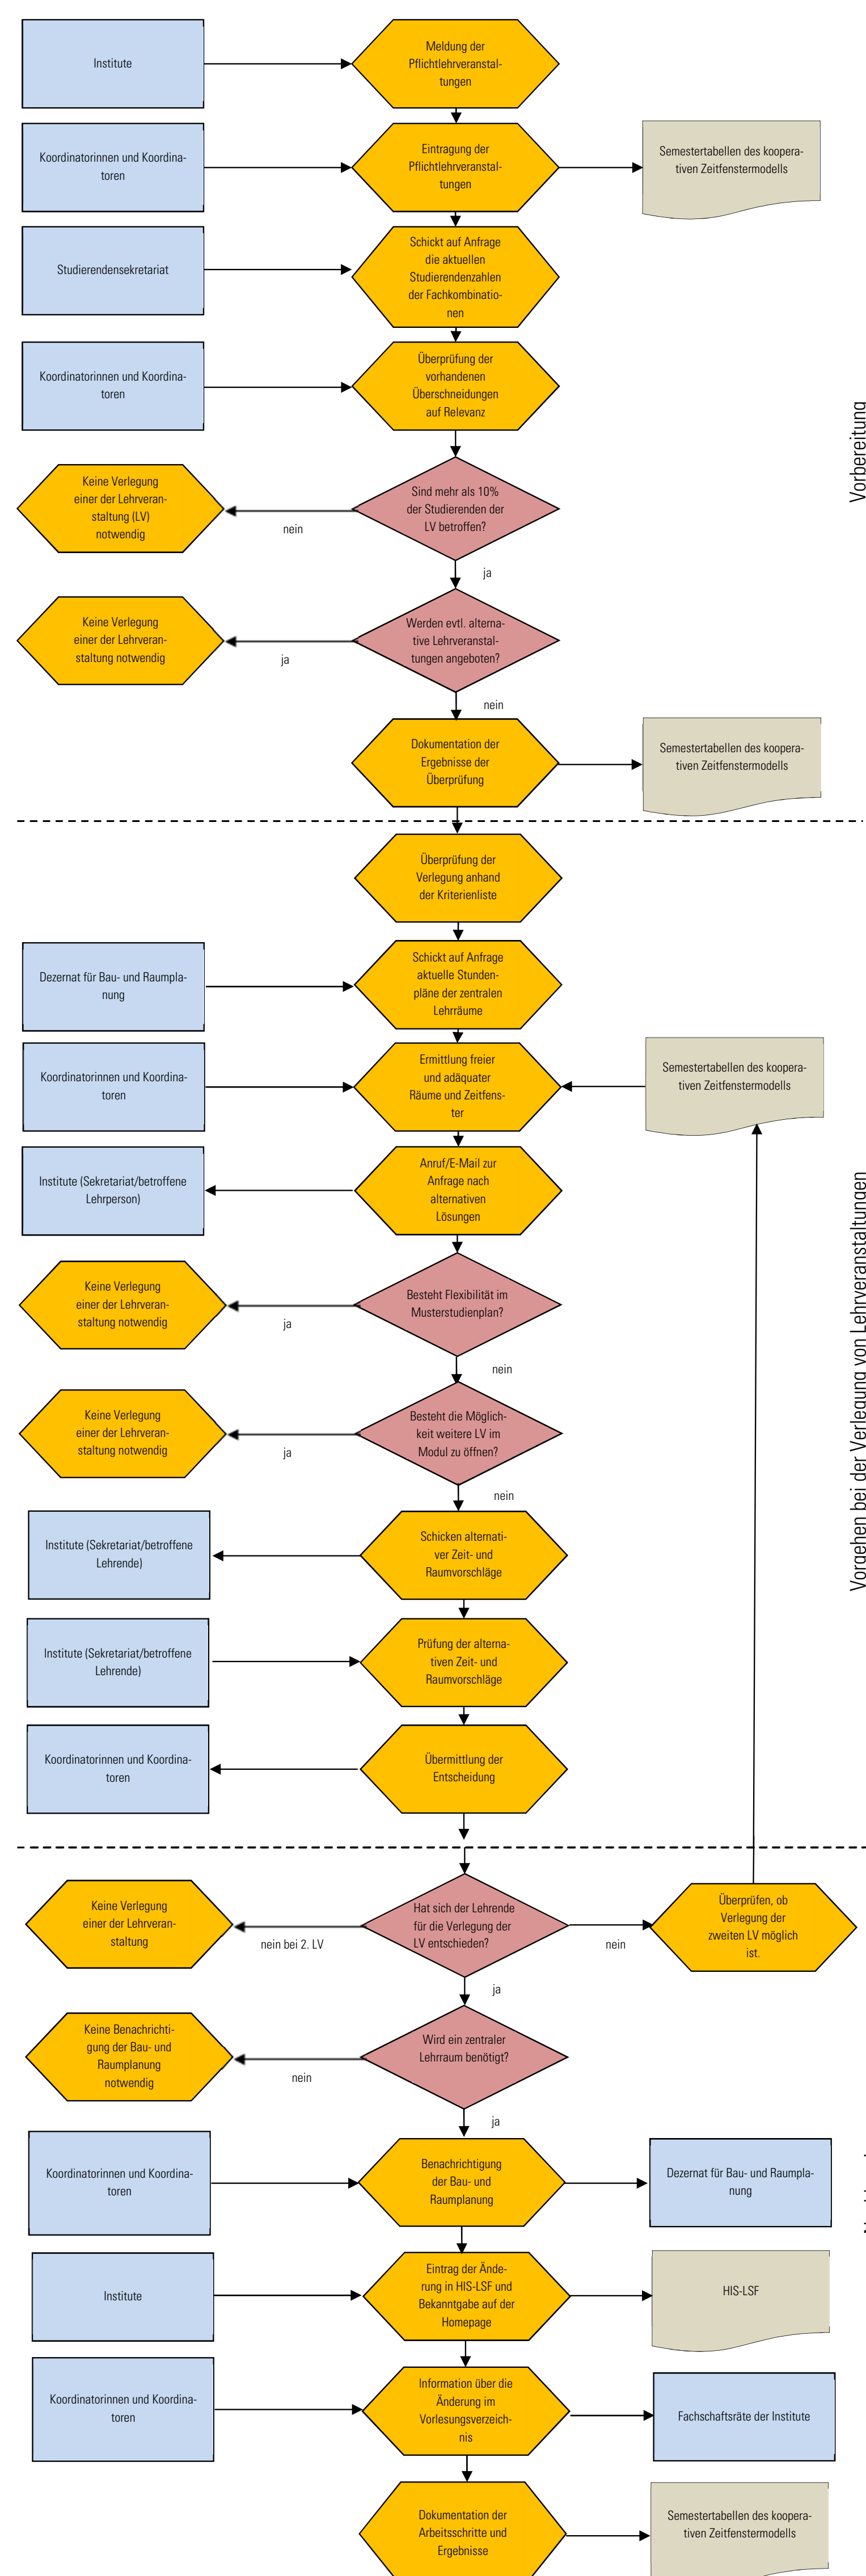 Institute
Meldung der
Pflichtlehrveranstal-
tungen
Koordinatorinnen und Koordina-
toren
Eintragung der
Pflichtlehrveranstal-
tungen
Semestertabellen des koopera-
tiven Zeitfenstermodells
Studierendensekretariat
Schickt auf Anfrage
die aktuellen
Studierendenzahlen
der Fachkombinatio-
nen
Koordinatorinnen und Koordina-
toren
Überprüfung der
vorhandenen
Überschneidungen
auf Relevanz
Vorbereitung
Keine Verlegung
einer der Lehrveran-
staltung (LV)
notwendig
nein
Sind mehr als 10%
der Studierenden der
LV betroffen?
ja
Keine Verlegung
einer der Lehrveran-
staltung notwendig
ja
Werden evtl. alterna-
tive Lehrveranstal-
tungen angeboten?
nein
Dokumentation der
Ergebnisse der
Überprüfung
Semestertabellen des koopera-
tiven Zeitfenstermodells
Überprüfung der
Verlegung anhand
der Kriterienliste
Dezernat für Bau- und Raumpla-
nung
Schickt auf Anfrage
aktuelle Stunden-
pläne der zentralen
Lehrräume
Koordinatorinnen und Koordina-
toren
Ermittlung freier
und adäquater
Räume und Zeitfens-
ter
Semestertabellen des koopera-
tiven Zeitfenstermodells
Institute (Sekretariat/betroffene
Lehrperson)
Anruf/E-Mail zur
Anfrage nach
alternativen
Lösungen
Vorgehen bei der Verlegung von Lehrveranstaltungen
Keine Verlegung
einer der Lehrveran-
staltung notwendig
ja
Besteht Flexibilität im
Musterstudienplan?
nein
Keine Verlegung
einer der Lehrveran-
staltung notwendig
ja
Besteht die Möglich-
keit weitere LV im
Modul zu öffnen?
nein
Institute (Sekretariat/betroffene
Lehrende)
Schicken alternati-
ver Zeit- und
Raumvorschläge
Institute (Sekretariat/betroffene
Lehrende)
Prüfung der alterna-
tiven Zeit- und
Raumvorschläge
Koordinatorinnen und Koordina-
toren
Übermittlung der
Entscheidung
Keine Verlegung
einer der Lehrveran-
staltung
nein bei 2. LV
Hat sich der Lehrende
für die Verlegung der
LV entschieden?
nein
Überprüfen, ob
Verlegung der
zweiten LV möglich
ist.
ja
Keine Benachrichti-
gung der Bau- und
Raumplanung
notwendig
nein
Wird ein zentraler
Lehrraum benötigt?
ja
Koordinatorinnen und Koordina-
toren
Benachrichtigung
der Bau- und
Raumplanung
Dezernat für Bau- und Raumpla-
nung
Institute
Eintrag der Ände-
rung in HIS-LSF und
Bekanntgabe auf der
Homepage
HIS-LSF
Koordinatorinnen und Koordina-
toren
Information über die
Änderung im
Vorlesungsverzeich-
nis
Fachschaftsräte der Institute
Dokumentation der
Arbeitsschritte und
Ergebnisse
Semestertabellen des koopera-
tiven Zeitfenstermodells